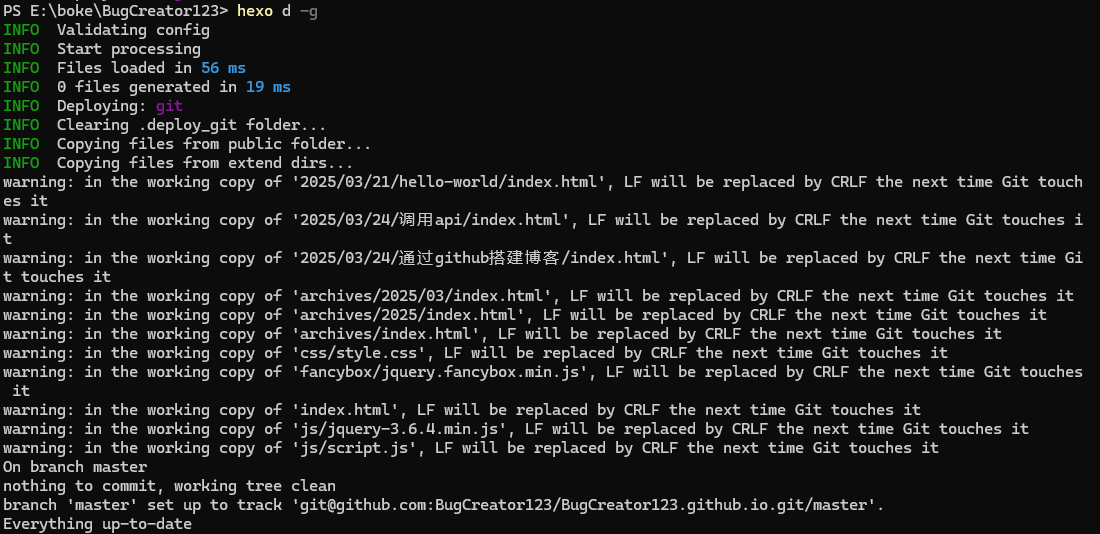 PS E:\boke\BugCreator123> hexo d -g
INFO  Validating config
INFO  Start processing
INFO  Files loaded in 56 ms
INFO  0 files generated in 19 ms
INFO  Deploying: git
INFO  Clearing .deploy_git folder...
INFO  Copying files from public folder...
INFO  Copying files from extend dirs...
warning: in the working copy of '2025/03/21/hello-world/index.html', LF will be replaced by CRLF the next time Git touch
es it
warning: in the working copy of '2025/03/24/调用api/index.html', LF will be replaced by CRLF the next time Git touches i
t
warning: in the working copy of '2025/03/24/通过github搭建博客/index.html', LF will be replaced by CRLF the next time Gi
t touches it
warning: in the working copy of 'archives/2025/03/index.html', LF will be replaced by CRLF the next time Git touches it
warning: in the working copy of 'archives/2025/index.html', LF will be replaced by CRLF the next time Git touches it
warning: in the working copy of 'archives/index.html', LF will be replaced by CRLF the next time Git touches it
warning: in the working copy of 'css/style.css', LF will be replaced by CRLF the next time Git touches it
warning: in the working copy of 'fancybox/jquery.fancybox.min.js', LF will be replaced by CRLF the next time Git touches
 it
warning: in the working copy of 'index.html', LF will be replaced by CRLF the next time Git touches it
warning: in the working copy of 'js/jquery-3.6.4.min.js', LF will be replaced by CRLF the next time Git touches it
warning: in the working copy of 'js/script.js', LF will be replaced by CRLF the next time Git touches it
On branch master
nothing to commit, working tree clean
branch 'master' set up to track 'git@github.com:BugCreator123/BugCreator123.github.io.git/master'.
Everything up-to-date